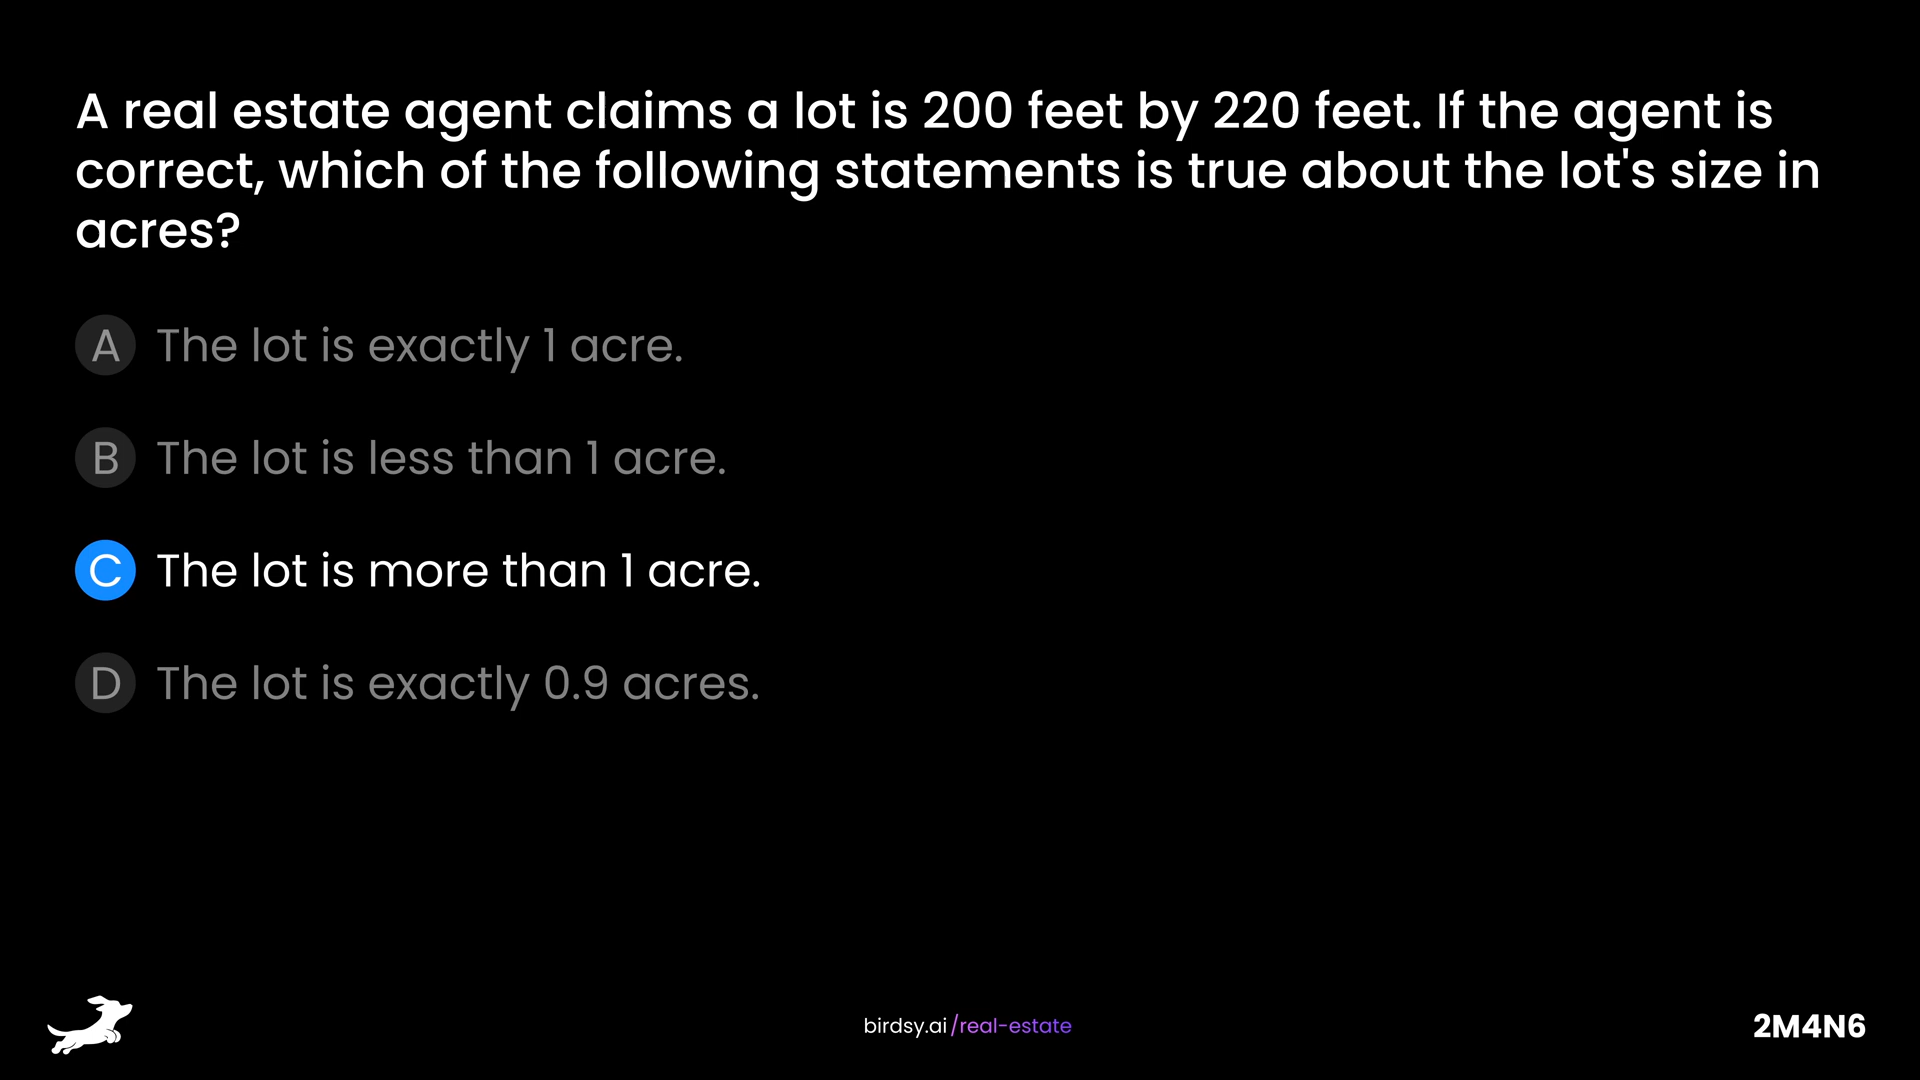 A real estate agent claims a lot is 200 feet by 220 feet. If the agent is
correct, which of the following statements is true about the lot's size in
acres?
A The lot is exactly 1 acre.
B The lot is less than 1 acre.
C The lot is more than 1 acre.
D The lot is exactly 0.9 acres.
birdsy.ai/real-estate
2M4N6